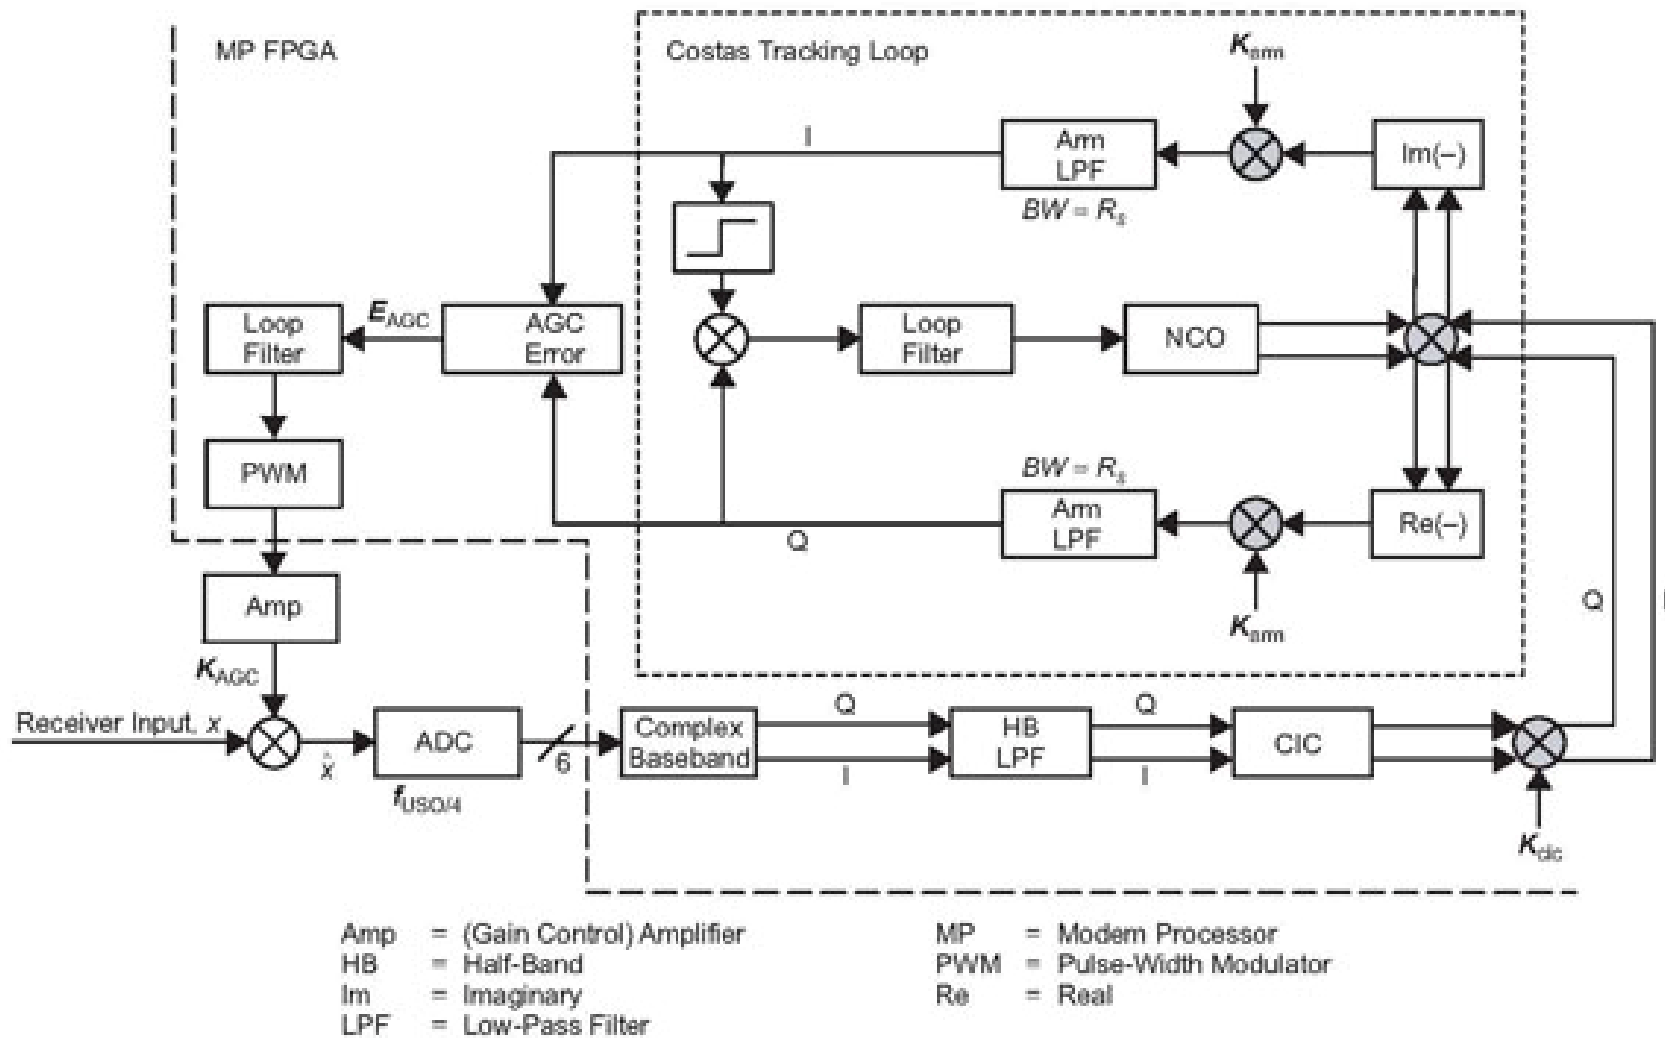 MP FPGA
Costas Tracking Loop
Karm
I
Arm
LPF
Im(–)
BW = Rs
EAGC
Loop
Filter
AGC
Error
Loop
Filter
NCO
PWM
BW = Rs
Arm
LPF
Re(–)
Q
Amp
Karm
Q
KAGC
Receiver Input, x
x̂
ADC
6
fUSO/4
Complex
Baseband
Q
I
HB
LPF
Q
I
CIC
Kcic
Amp = (Gain Control) Amplifier
HB = Half-Band
Im = Imaginary
LPF = Low-Pass Filter
MP = Modem Processor
PWM = Pulse-Width Modulator
Re = Real